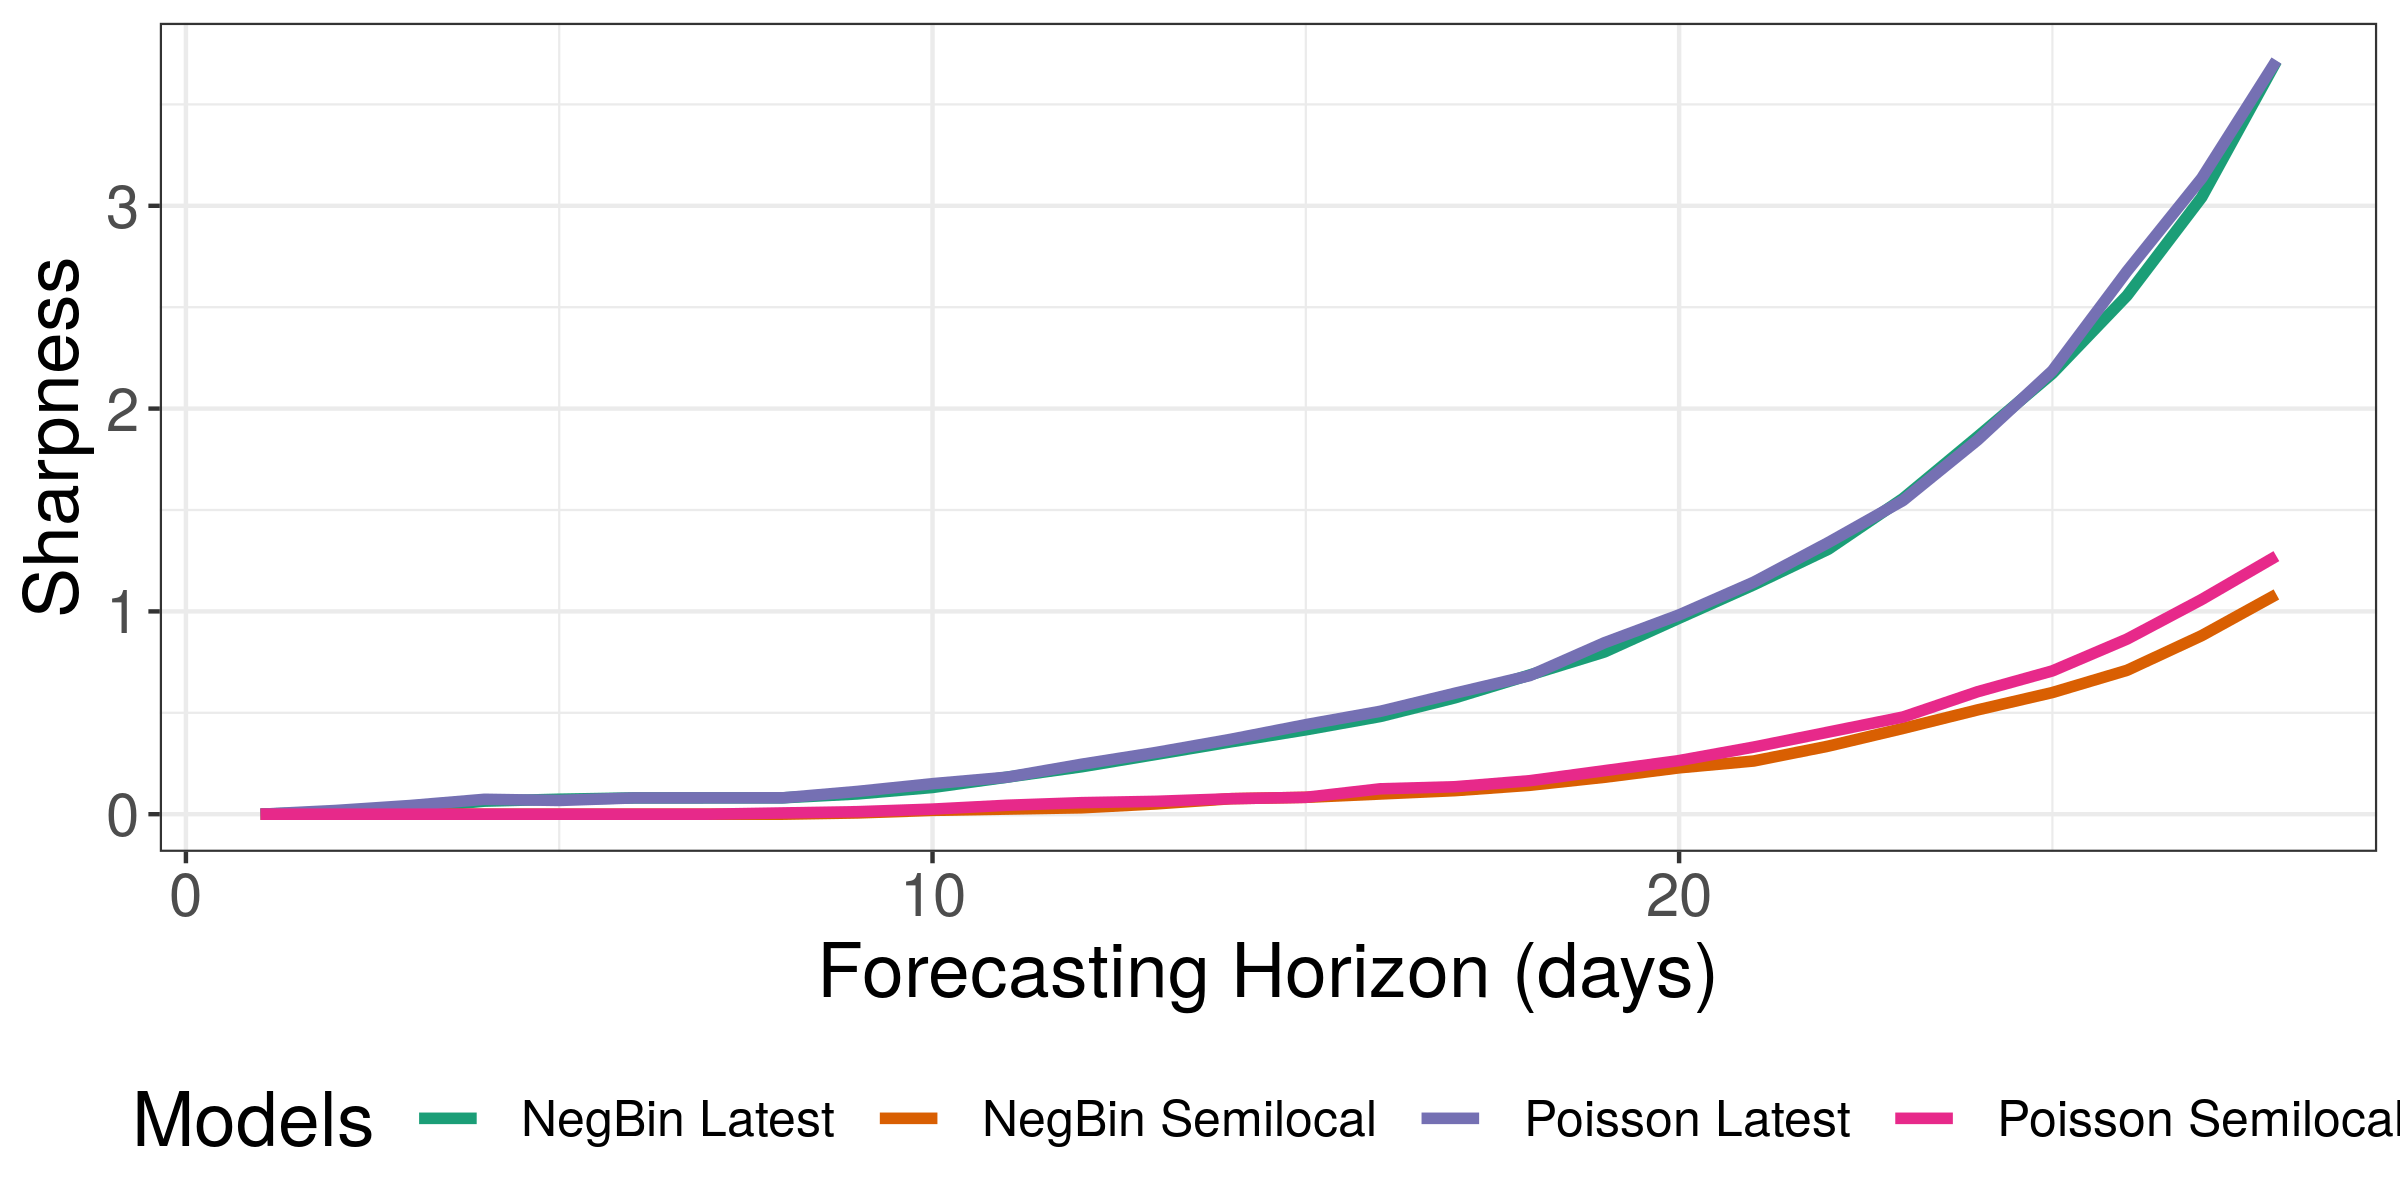 Sharpness
3
2
1
0
0 10 20
Forecasting Horizon (days)
Models NegBin Latest NegBin Semilocal Poisson Latest Poisson Semilocal